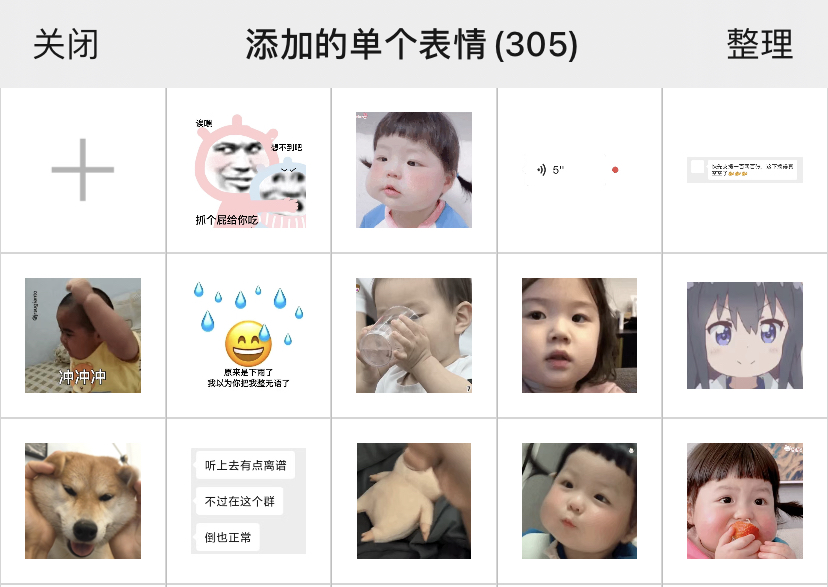 关闭
添加的单个表情(305)
整理
诶嘿
想不到吧
抓个屁给你吃
5"
冲冲冲
原来是下雨了
我以为你把我整无语了
听上去有点离谱
不过在这个群
倒也正常